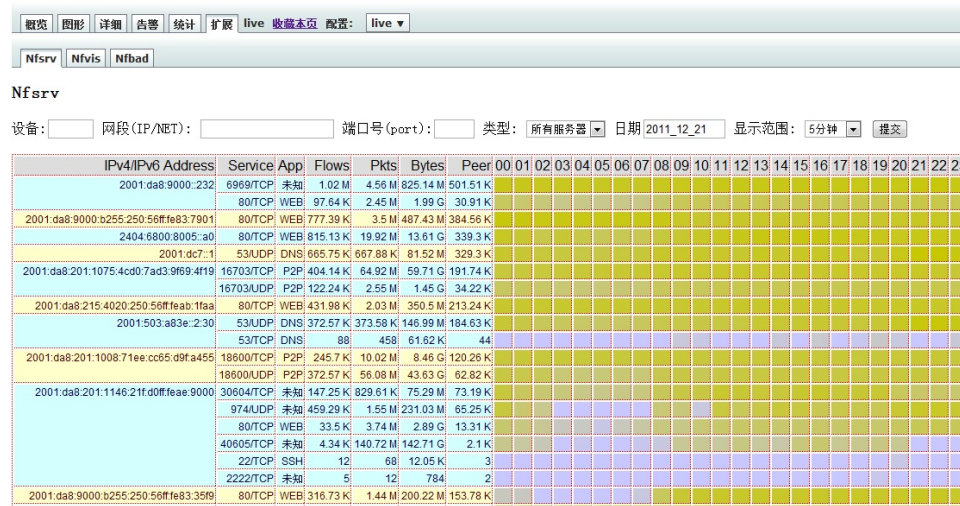 概览 图形 详细 告警 统计 扩展 live 收藏本页 配置: live ▼
Nfsrv Nfvis Nfbad
Nfsrv
设备: 网段(IP/NET): 端口号(port): 类型: 所有服务器 日期 2011_12_21 显示范围: 5分钟 提交
IPv4/IPv6 Address Service App Flows Pkts Bytes Peer 00 01 02 03 04 05 06 07 08 09 10 11 12 13 14 15 16 17 18 19 20 21 22
2001:da8:9000::232 6969/TCP 未知 1.02 M 4.56 M 825.14 M 501.51 K
80/TCP WEB 97.64 K 2.45 M 1.99 G 30.91 K
2001:da8:9000:b255:250:56ff:fe83:7901 80/TCP WEB 777.39 K 3.5 M 487.43 M 384.56 K
2404:6800:8005::a0 80/TCP WEB 815.13 K 19.92 M 13.61 G 339.3 K
2001:dc7::1 53/UDP DNS 665.75 K 667.88 K 81.52 M 329.3 K
2001:da8:201:1075:4cd0:7ad3:9f69:4f19 16703/TCP P2P 404.14 K 64.92 M 59.71 G 191.74 K
16703/UDP P2P 122.24 K 2.55 M 1.45 G 34.22 K
2001:da8:215:4020:250:56ff:feab:1faa 80/TCP WEB 431.98 K 2.03 M 350.5 M 213.24 K
2001:503:a83e::2:30 53/UDP DNS 372.57 K 373.58 K 146.99 M 184.63 K
53/TCP DNS 88 458 61.62 K 44
2001:da8:201:1008:71ee:cc65:d9f:a455 18600/TCP P2P 245.7 K 10.02 M 8.46 G 120.26 K
18600/UDP P2P 372.57 K 56.08 M 43.63 G 62.82 K
2001:da8:201:1146:21f:d0ff:feae:9000 30604/TCP 未知 147.25 K 829.61 K 75.29 M 73.19 K
974/UDP 未知 459.29 K 1.55 M 231.03 M 65.25 K
80/TCP WEB 33.5 K 3.74 M 2.89 G 13.31 K
40605/TCP 未知 4.34 K 140.72 M 142.71 G 2.1 K
22/TCP SSH 12 68 12.05 K 3
2222/TCP 未知 5 12 784 2
2001:da8:9000:b255:250:56ff:fe83:35f9 80/TCP WEB 316.73 K 1.44 M 200.22 M 153.78 K